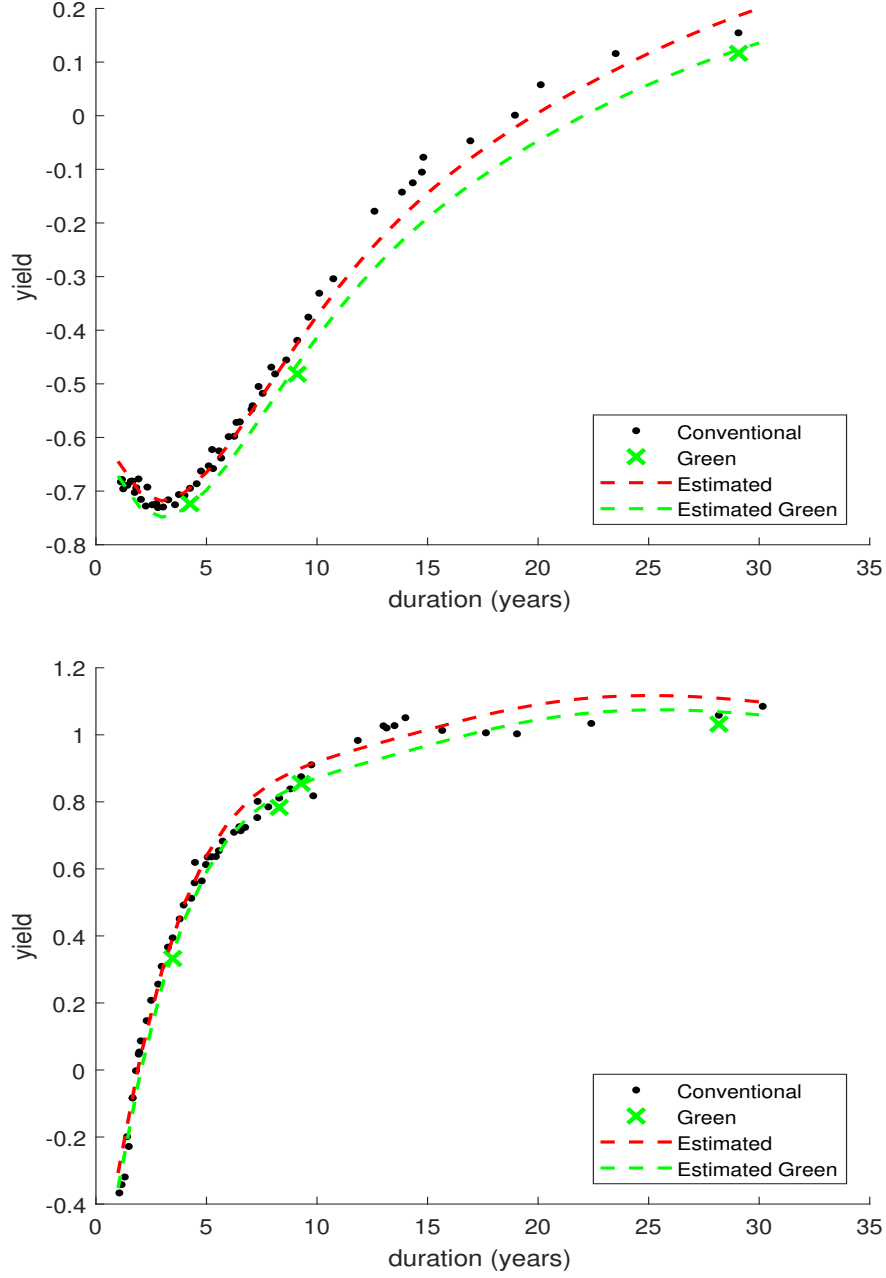 0.2
0.1
0
-0.1
-0.2
-0.3
-0.4
-0.5
-0.6
-0.7
-0.8
yield
Conventional
Green
Estimated
Estimated Green
0 5 10 15 20 25 30 35
duration (years)
1.2
1
0.8
0.6
0.4
0.2
0
-0.2
-0.4
yield
Conventional
Green
Estimated
Estimated Green
0 5 10 15 20 25 30 35
duration (years)